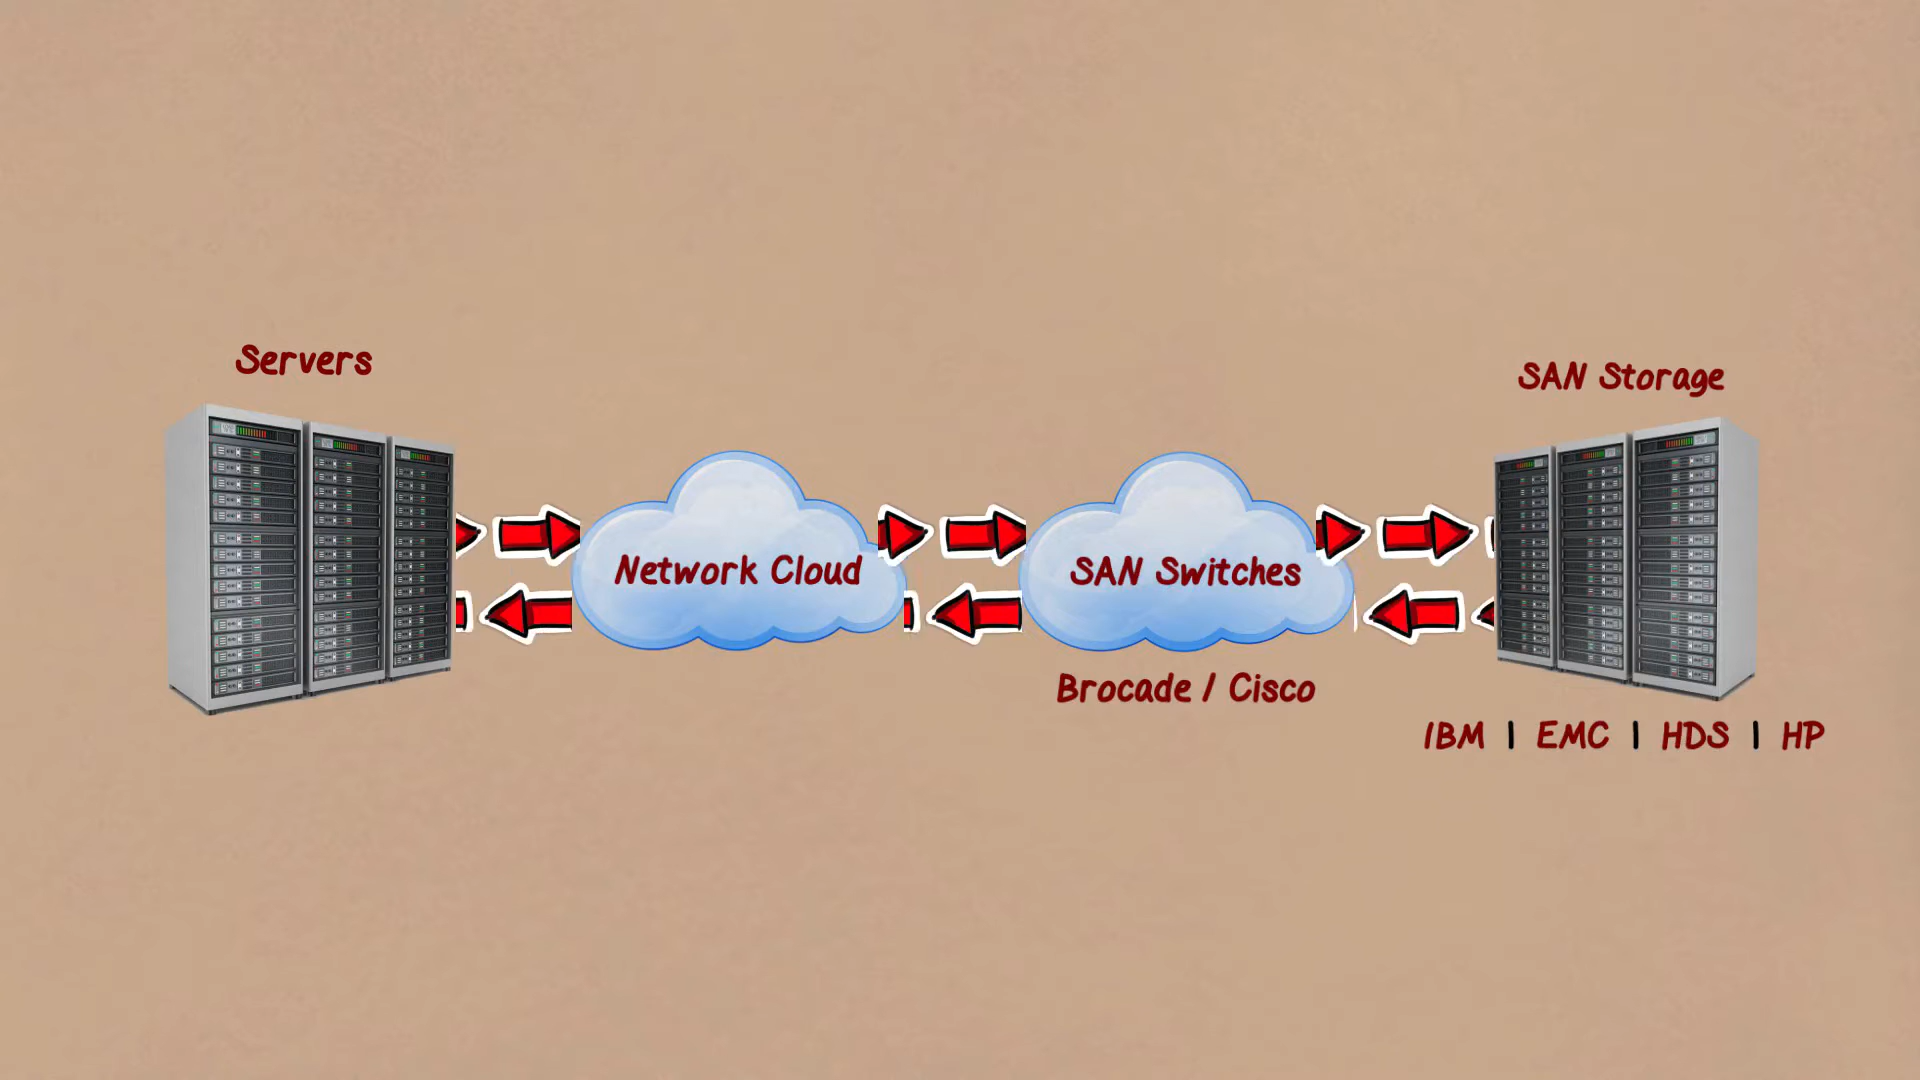 Servers
SAN Storage
Network Cloud
SAN Switches
Brocade / Cisco
IBM | EMC | HDS | HP